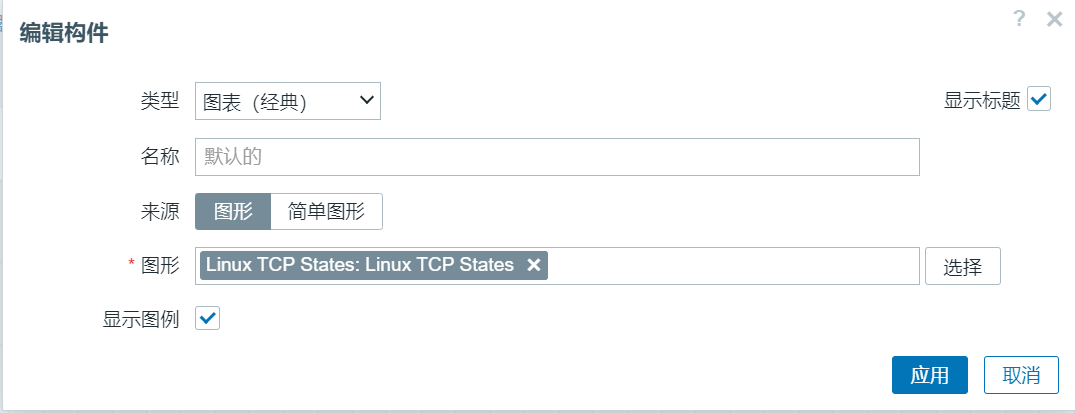 编辑构件
?
类型 图表（经典） 显示标题
名称 默认的
来源 图形 简单图形
* 图形 Linux TCP States: Linux TCP States 选择
显示图例
应用 取消